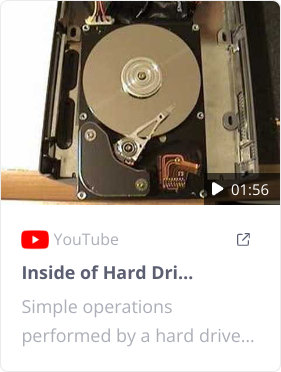 01:56
YouTube
Inside of Hard Dri...
Simple operations
performed by a hard drive...